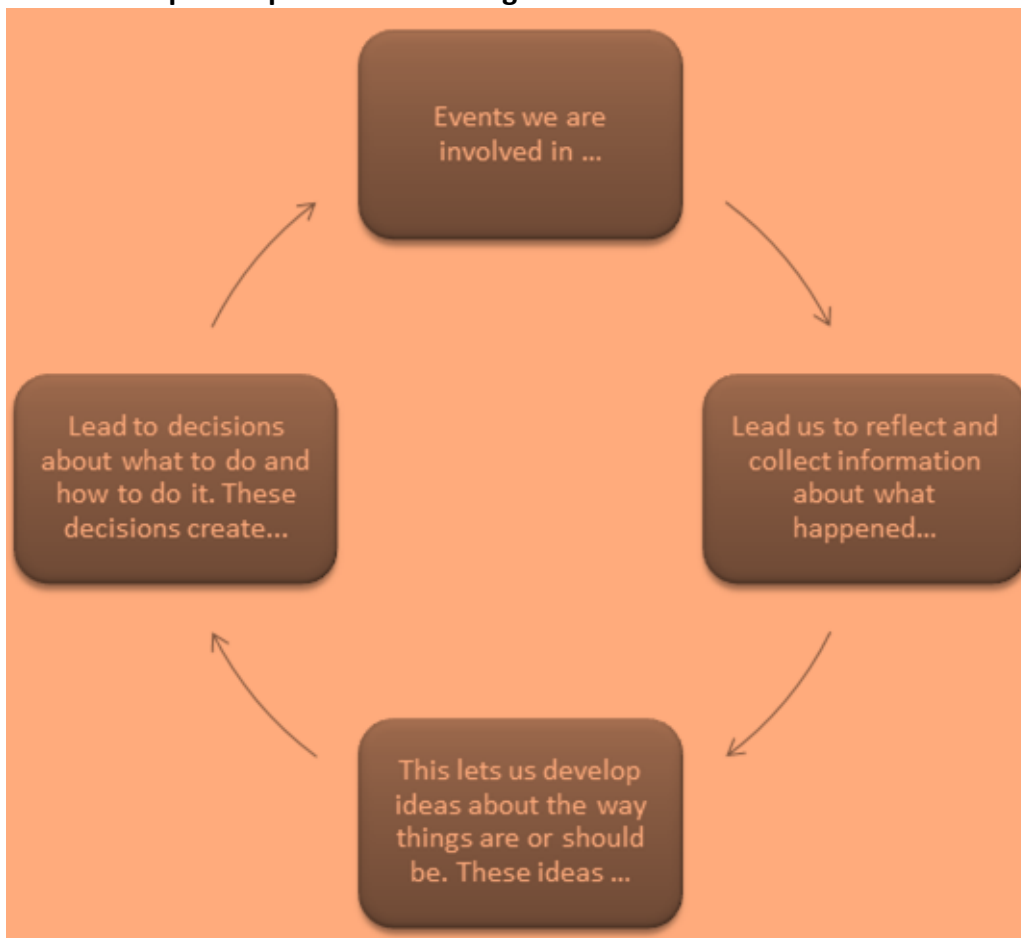 Events we are
involved in ...
Lead us to reflect and
collect information
about what
happened...
This lets us develop
ideas about the way
things are or should
be. These ideas ...
Lead to decisions
about what to do and
how to do it. These
decisions create...